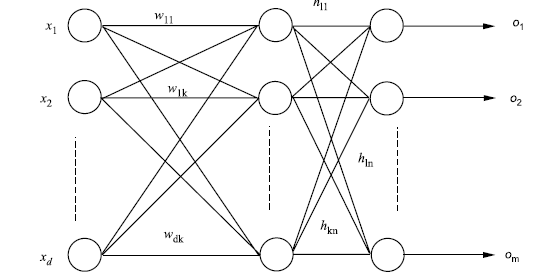 x1 w11 h11 o1
x2 w1k o2
hln
xd wdk hkn om